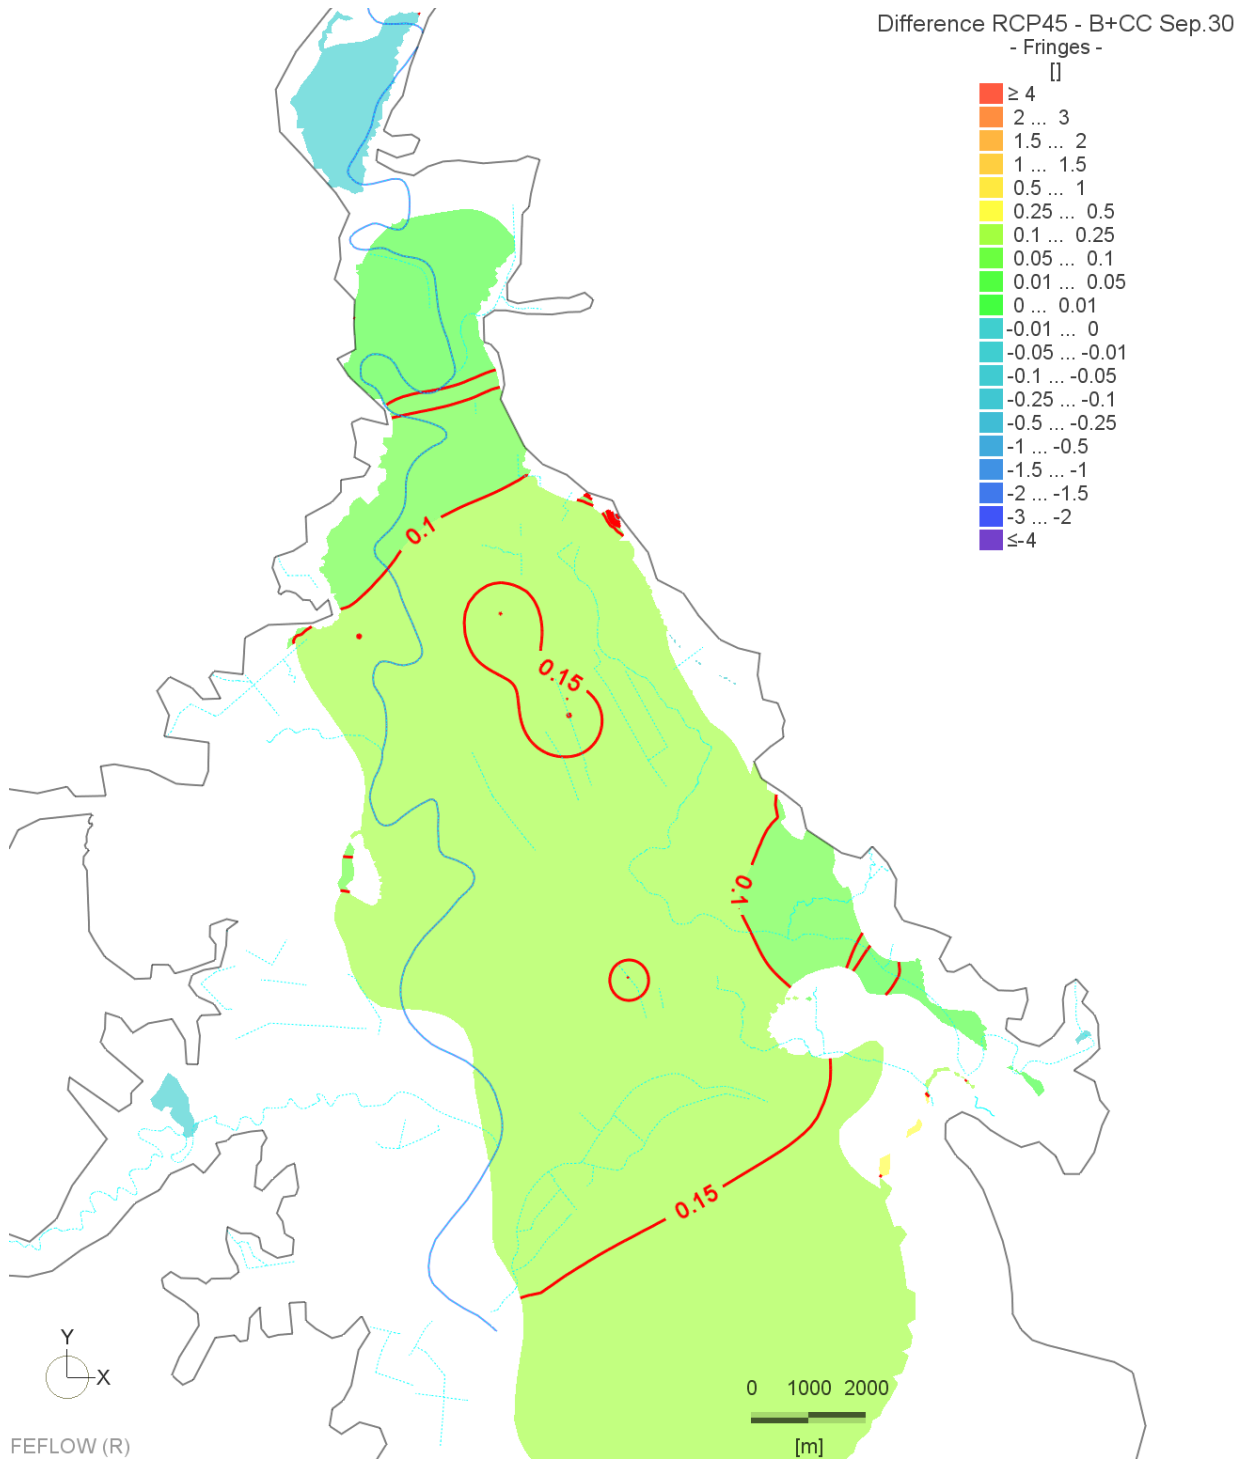 Difference RCP45 - B+CC Sep.30
- Fringes -
[]
≥ 4
2 ... 3
1.5 ... 2
1 ... 1.5
0.5 ... 1
0.25 ... 0.5
0.1 ... 0.25
0.05 ... 0.1
0.01 ... 0.05
0 ... 0.01
-0.01 ... 0
-0.05 ... -0.01
-0.1 ... -0.05
-0.25 ... -0.1
-0.5 ... -0.25
-1 ... -0.5
-1.5 ... -1
-2 ... -1.5
-3 ... -2
≤-4
0.1
0.15
0.1
0.15
Y
X
0 1000 2000
[m]
FEFLOW (R)